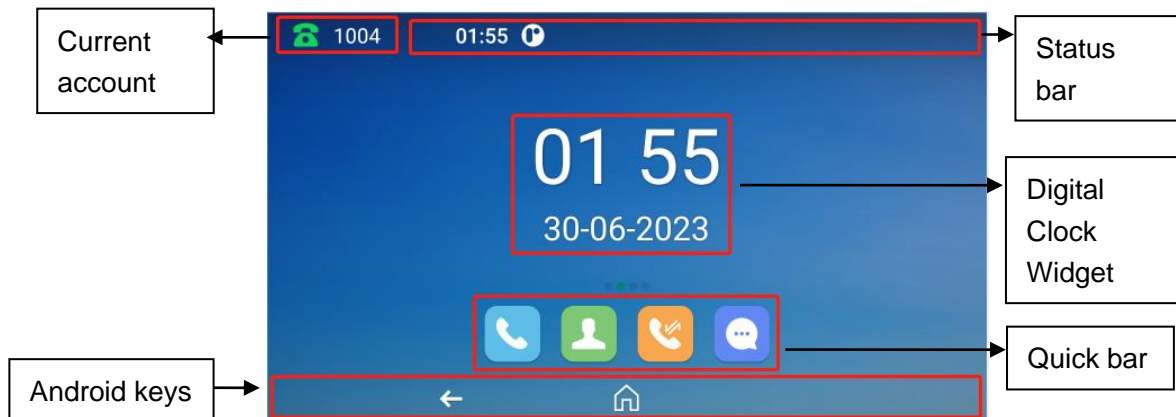 Current
account
1004
01:55
Status
bar
01 55
30-06-2023
Digital
Clock
Widget
Quick bar
Android keys